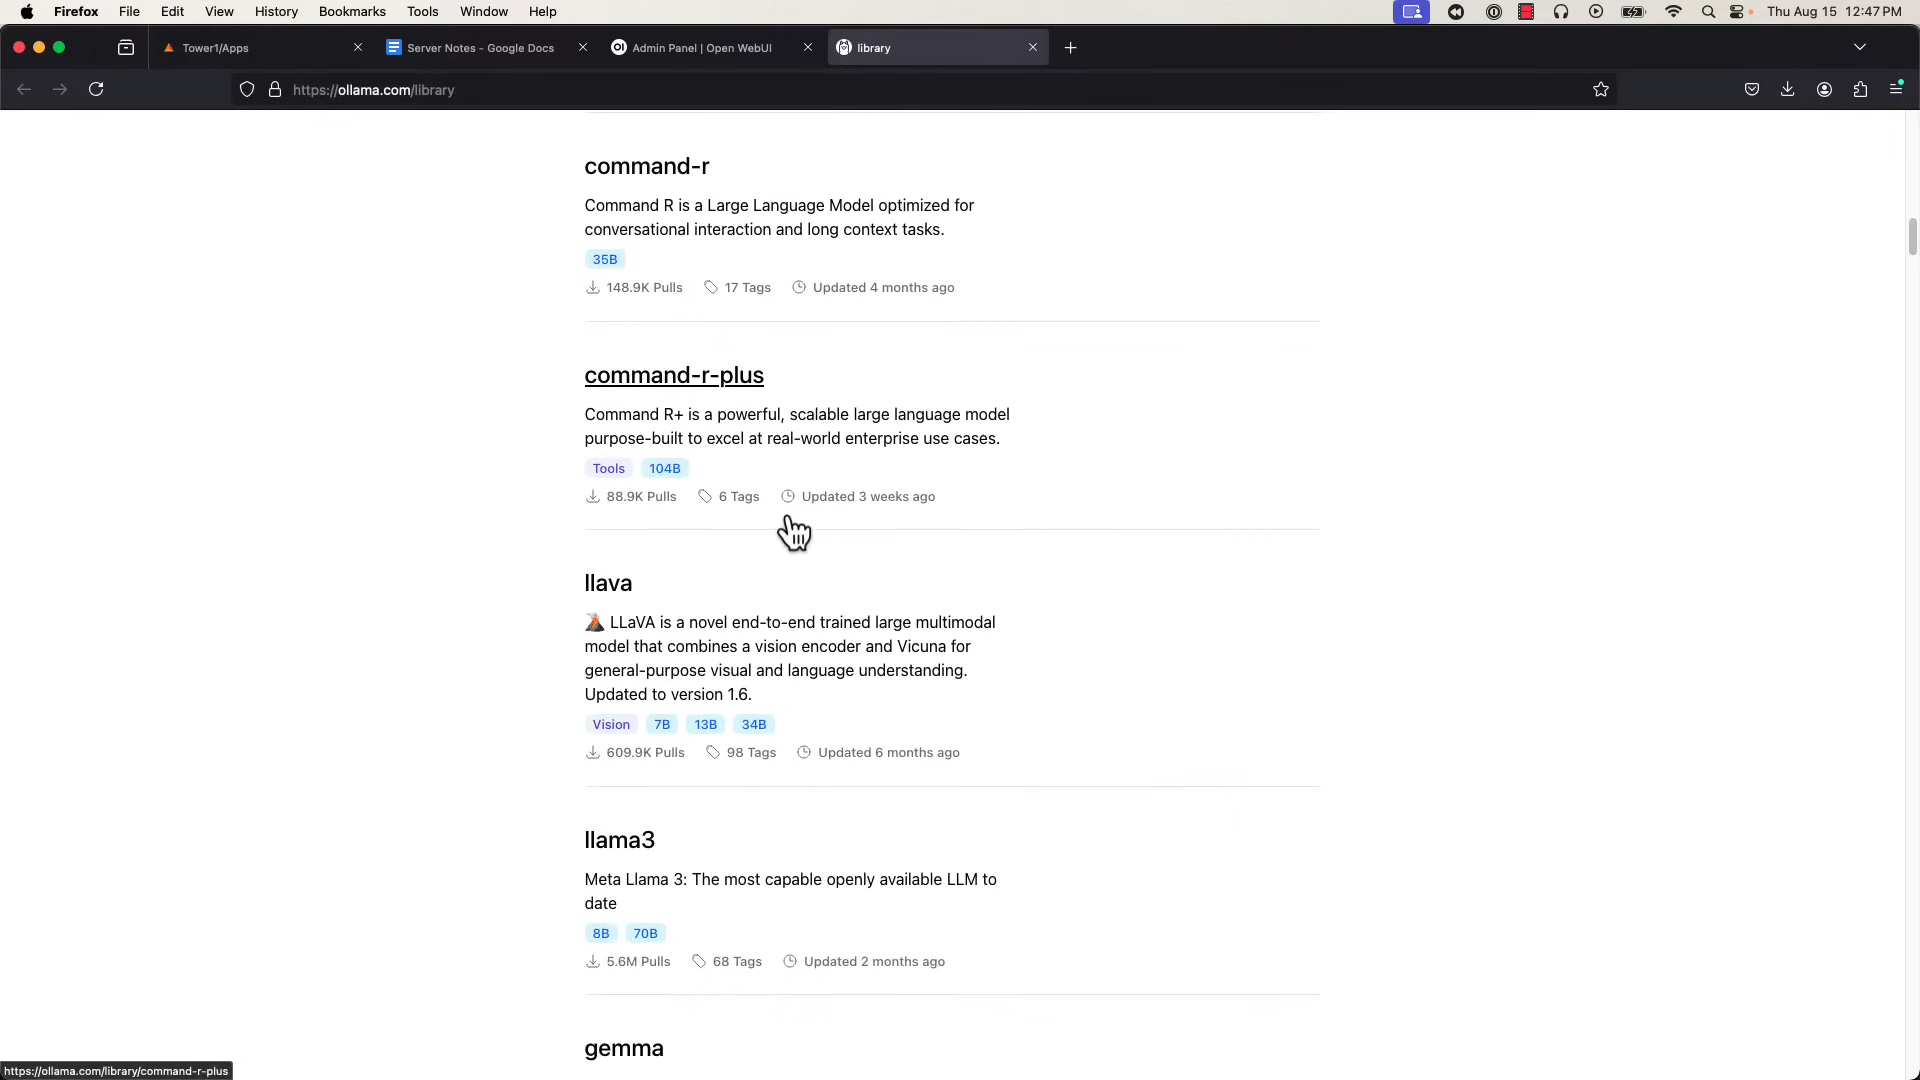 Firefox File Edit View History Bookmarks Tools Window Help Thu Aug 15 12:47 PM
Tower1/Apps Server Notes - Google Docs Admin Panel | Open WebUI library
https://ollama.com/library
command-r
Command R is a Large Language Model optimized for
conversational interaction and long context tasks.
35B
148.9K Pulls 17 Tags Updated 4 months ago
command-r-plus
Command R+ is a powerful, scalable large language model
purpose-built to excel at real-world enterprise use cases.
Tools 104B
88.9K Pulls 6 Tags Updated 3 weeks ago
llava
🌋 LLaVA is a novel end-to-end trained large multimodal
model that combines a vision encoder and Vicuna for
general-purpose visual and language understanding.
Updated to version 1.6.
Vision 7B 13B 34B
609.9K Pulls 98 Tags Updated 6 months ago
llama3
Meta Llama 3: The most capable openly available LLM to
date
8B 70B
5.6M Pulls 68 Tags Updated 2 months ago
gemma
https://ollama.com/library/command-r-plus